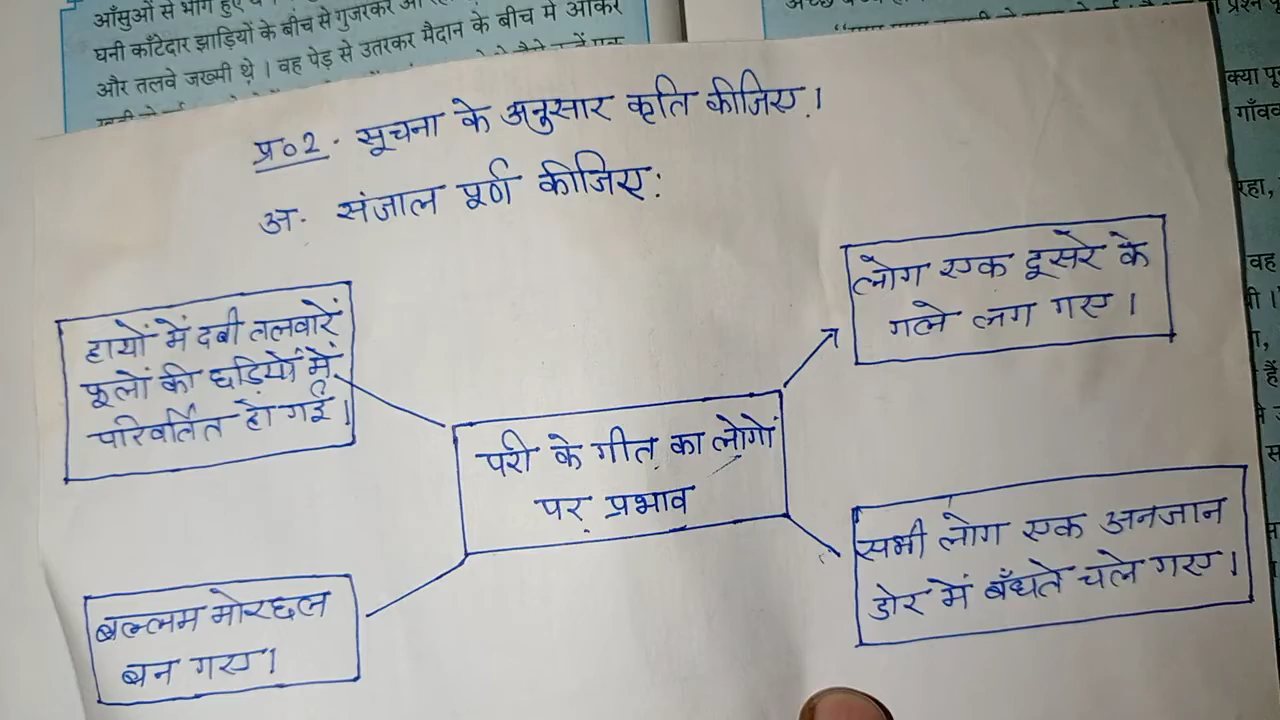 आँसुओं से
घनी काँटेदार झाड़ियों के बीच से गुजरकर
और तलवे जख्मी थे । वह पेड़ से उतरकर मैदान के बीच में आकर
प्र०2. सूचना के अनुसार कृति कीजिए।
अ. संजाल पूर्ण कीजिए:
हाथों में दबी तलवारें
फूलों की छड़ियों में
परिवर्तित हो गई।
लोग एक दूसरे के
गले लग गए।
परी के गीत का लोगों
पर प्रभाव
बल्लम मोरछल
बन गए।
सभी लोग एक अनजान
डोर में बँधते चले गए।
क्या
रहा,
वह